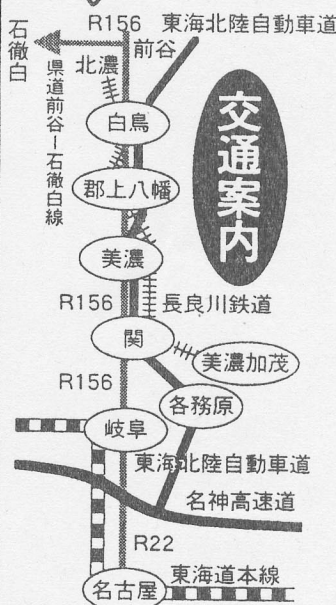 R156 東海北陸自動車道
石徹白
前谷
北濃
県道前谷ー石徹白線
交通案内
白鳥
郡上八幡
美濃
R156 長良川鉄道
関
美濃加茂
R156
各務原
岐阜
東海北陸自動車道
名神高速道
R22
東海道本線
名古屋